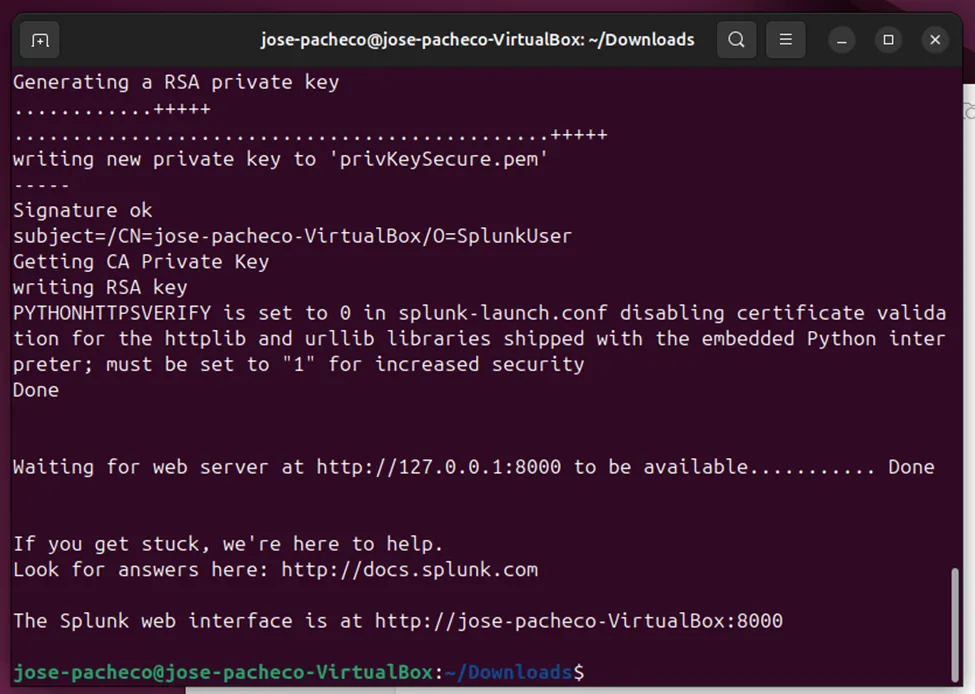 jose-pacheco@jose-pacheco-VirtualBox: ~/Downloads
Generating a RSA private key
............+++++
..............................................+++++
writing new private key to 'privKeySecure.pem'
-----
Signature ok
subject=/CN=jose-pacheco-VirtualBox/O=SplunkUser
Getting CA Private Key
writing RSA key
PYTHONHTTPSVERIFY is set to 0 in splunk-launch.conf disabling certificate valida
tion for the httplib and urllib libraries shipped with the embedded Python inter
preter; must be set to "1" for increased security
Done
Waiting for web server at http://127.0.0.1:8000 to be available........... Done
If you get stuck, we're here to help.
Look for answers here: http://docs.splunk.com
The Splunk web interface is at http://jose-pacheco-VirtualBox:8000
jose-pacheco@jose-pacheco-VirtualBox:~/Downloads$